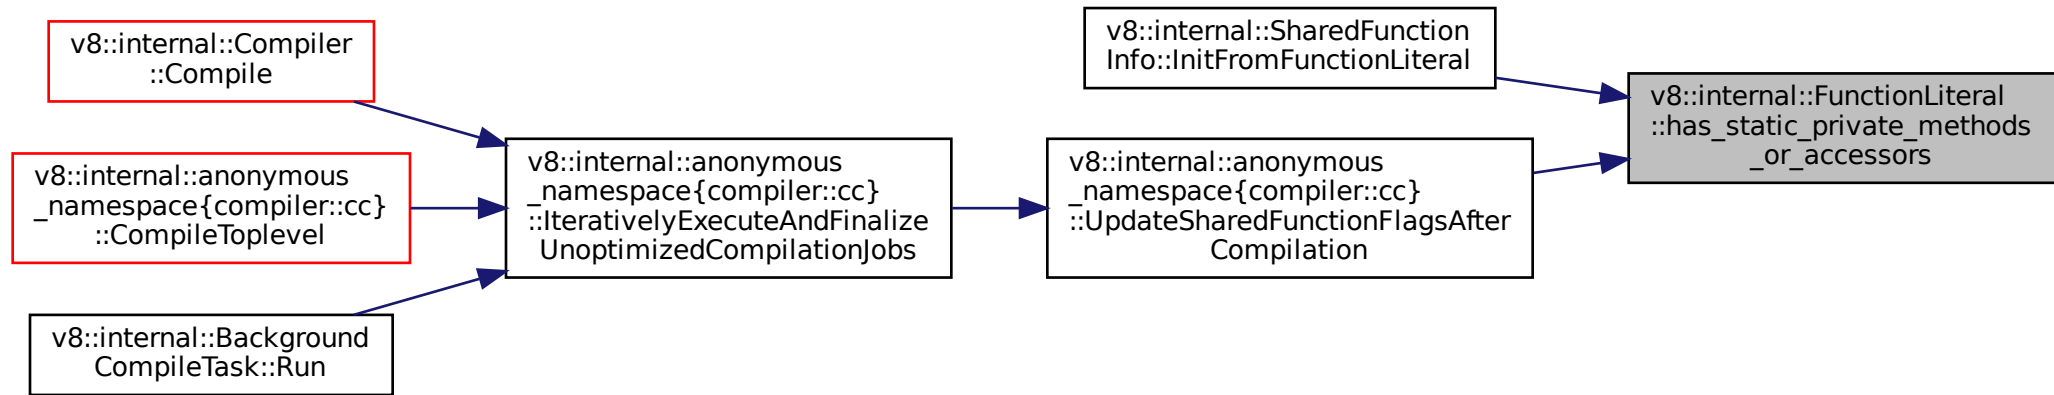 v8::internal::Compiler
::Compile
v8::internal::anonymous
_namespace{compiler::cc}
::CompileToplevel
v8::internal::Background
CompileTask::Run
v8::internal::anonymous
_namespace{compiler::cc}
::IterativelyExecuteAndFinalize
UnoptimizedCompilationJobs
v8::internal::SharedFunction
Info::InitFromFunctionLiteral
v8::internal::anonymous
_namespace{compiler::cc}
::UpdateSharedFunctionFlagsAfter
Compilation
v8::internal::FunctionLiteral
::has_static_private_methods
_or_accessors